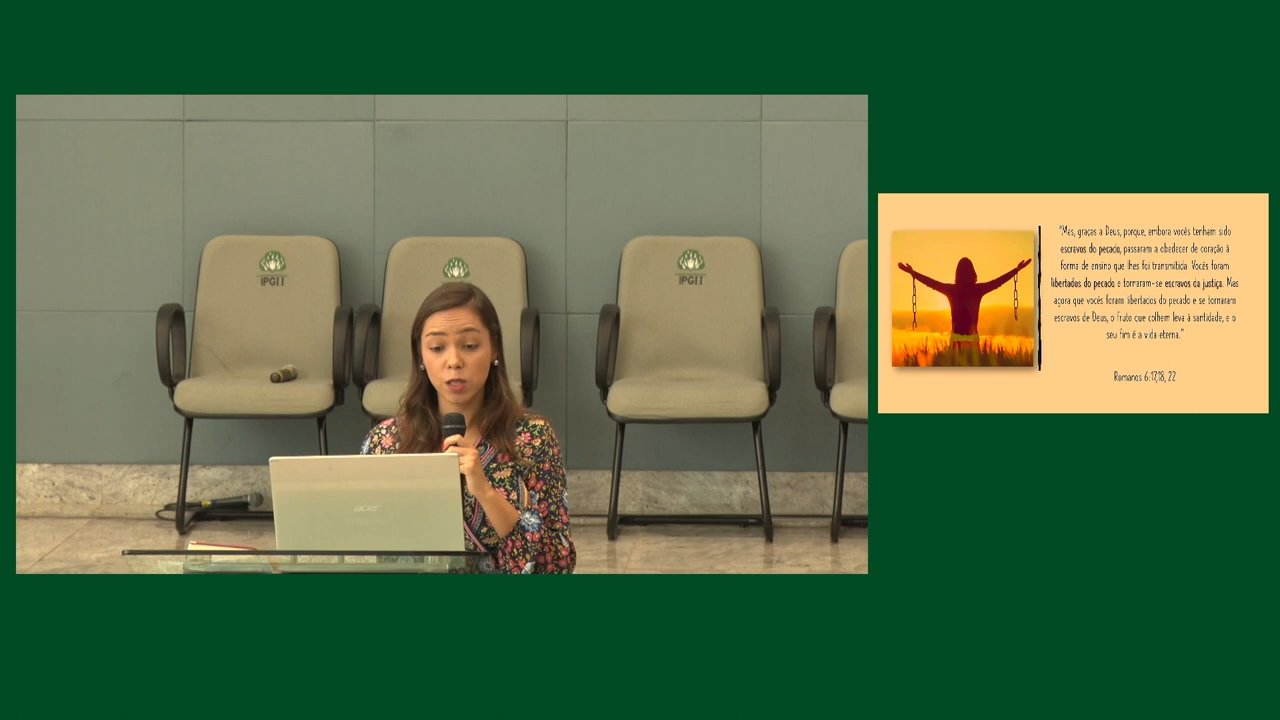 IPGII
IPGII
acer
"Mas, graças a Deus, porque, embora vocês tenham sido
escravos do pecado, passaram a obedecer de coração à
forma de ensino que lhes foi transmitida. Vocês foram
libertados do pecado e tornaram-se escravos da justiça. Mas
agora que vocês foram libertados do pecado e se tornaram
escravos de Deus, o fruto que colhem leva à santidade, e o
seu fim é a vida eterna."
Romanos 6:17,18, 22